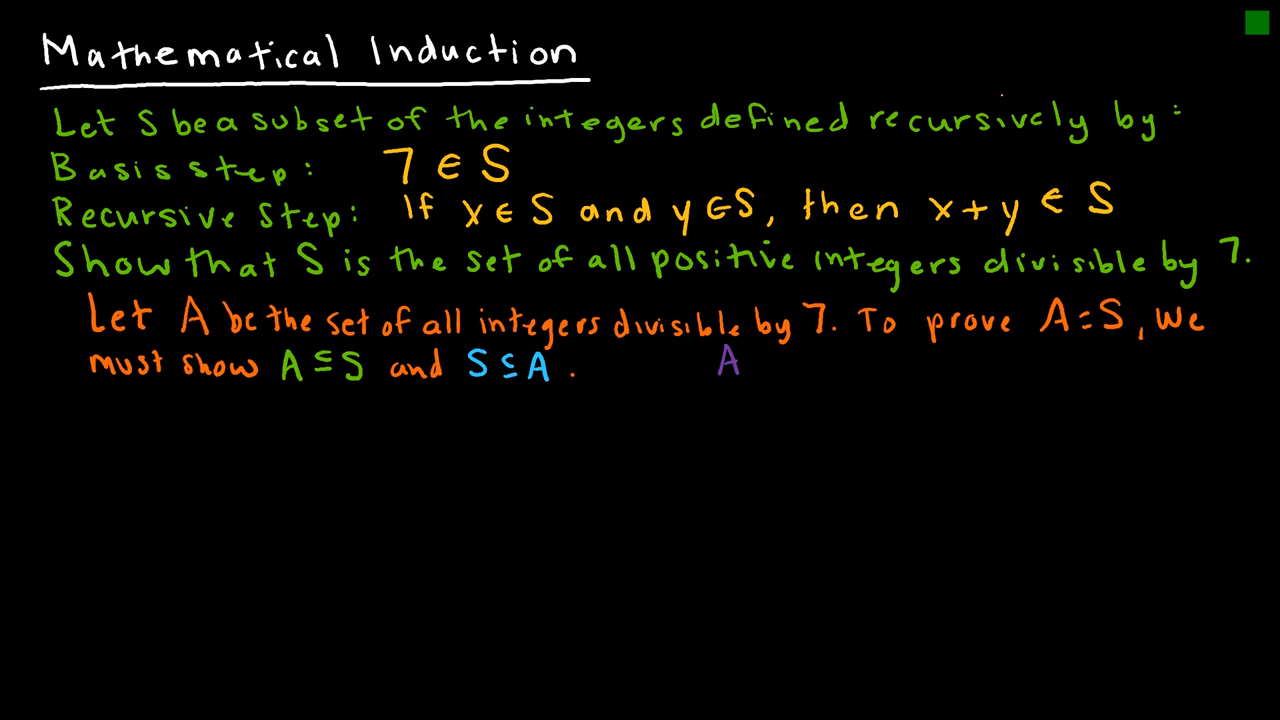 Mathematical Induction
Let S be a subset of the integers defined recursively by:
Basis step: 7 ∈ S
Recursive Step: If x ∈ S and y ∈ S, then x + y ∈ S
Show that S is the set of all positive integers divisible by 7.
Let A be the set of all integers divisible by 7. To prove A = S, we
must show A ⊆ S and S ⊆ A. A